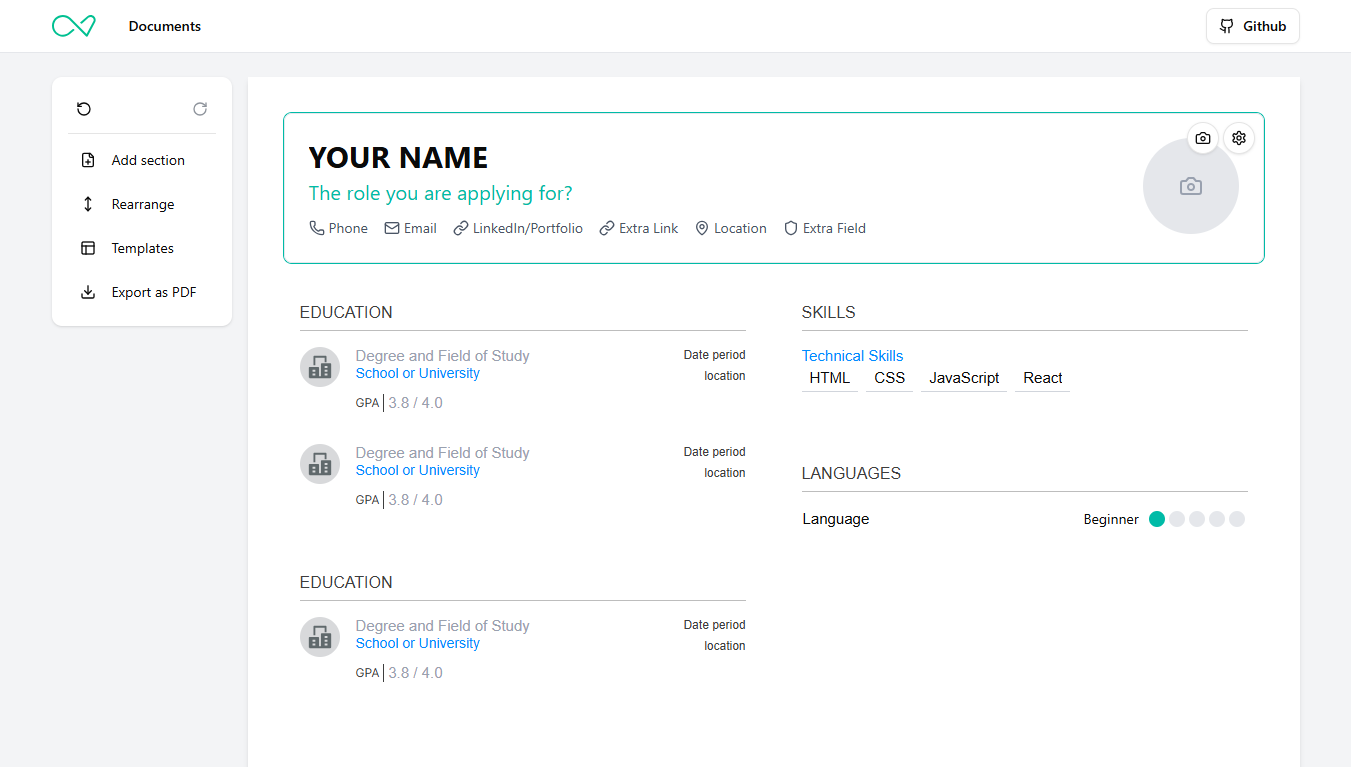 Documents
Github
Add section
Rearrange
Templates
Export as PDF
YOUR NAME
The role you are applying for?
Phone Email LinkedIn/Portfolio Extra Link Location Extra Field
EDUCATION
Degree and Field of Study Date period
School or University location
GPA 3.8 / 4.0
Degree and Field of Study Date period
School or University location
GPA 3.8 / 4.0
EDUCATION
Degree and Field of Study Date period
School or University location
GPA 3.8 / 4.0
SKILLS
Technical Skills
HTML CSS JavaScript React
LANGUAGES
Language Beginner